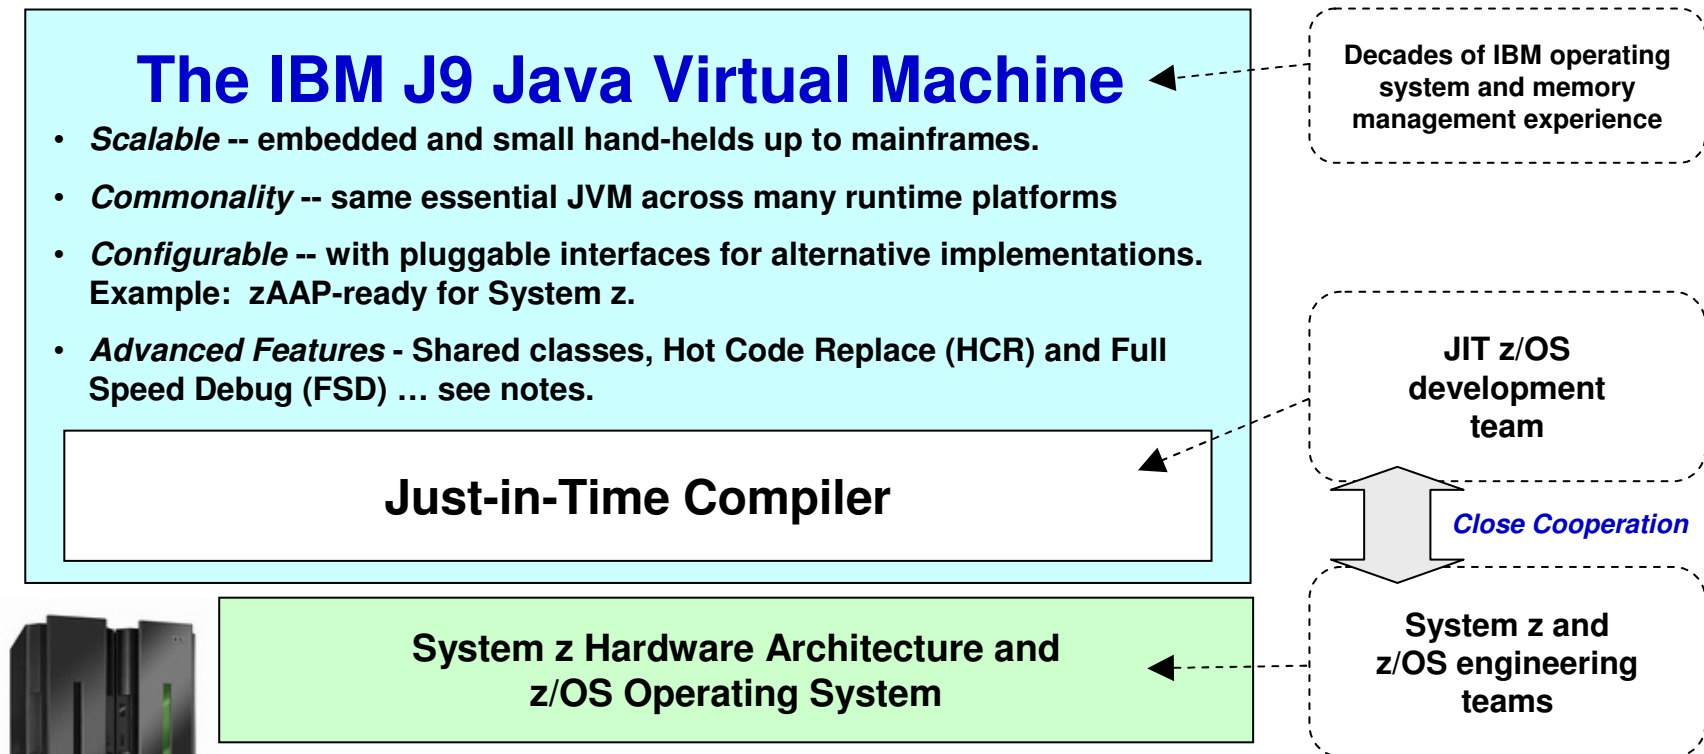 The IBM J9 Java Virtual Machine
• Scalable -- embedded and small hand-helds up to mainframes.
• Commonality -- same essential JVM across many runtime platforms
• Configurable -- with pluggable interfaces for alternative implementations.
Example: zAAP-ready for System z.
• Advanced Features - Shared classes, Hot Code Replace (HCR) and Full
Speed Debug (FSD) … see notes.
Just-in-Time Compiler
System z Hardware Architecture and
z/OS Operating System
Decades of IBM operating
system and memory
management experience
JIT z/OS
development
team
Close Cooperation
System z and
z/OS engineering
teams